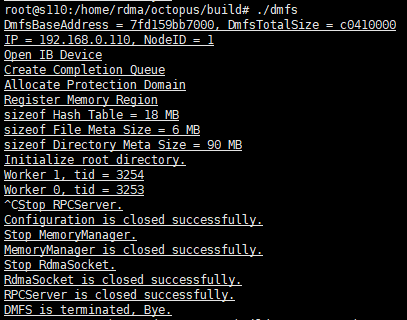 root@s110:/home/rdma/octopus/build# ./dmfs
DmfsBaseAddress = 7fd159bb7000, DmfsTotalSize = c0410000
IP = 192.168.0.110, NodeID = 1
Open IB Device
Create Completion Queue
Allocate Protection Domain
Register Memory Region
sizeof Hash Table = 18 MB
sizeof File Meta Size = 6 MB
sizeof Directory Meta Size = 90 MB
Initialize root directory.
Worker 1, tid = 3254
Worker 0, tid = 3253
^CStop RPCServer.
Configuration is closed successfully.
Stop MemoryManager.
MemoryManager is closed successfully.
Stop RdmaSocket.
RdmaSocket is closed successfully.
RPCServer is closed successfully.
DMFS is terminated, Bye.